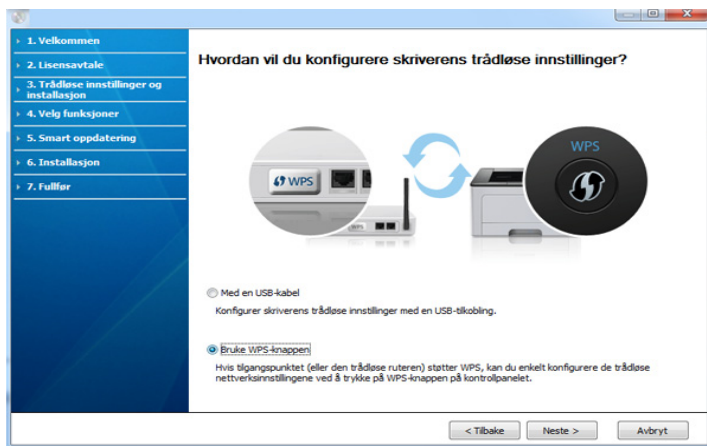 1. Velkommen
2. Lisensavtale
3. Trådløse innstillinger og
installasjon
4. Velg funksjoner
5. Smart oppdatering
6. Installasjon
7. Fullfør
Hvordan vil du konfigurere skriverens trådløse innstillinger?
WPS
WPS
WPS
Med en USB-kabel
Konfigurer skriverens trådløse innstillinger med en USB-tilkobling.
Bruke WPS-knappen
Hvis tilgangspunktet (eller den trådløse ruteren) støtter WPS, kan du enkelt konfigurere de trådløse
nettverksinnstillingene ved å trykke på WPS-knappen på kontrollpanelet.
< Tilbake
Neste >
Avbryt